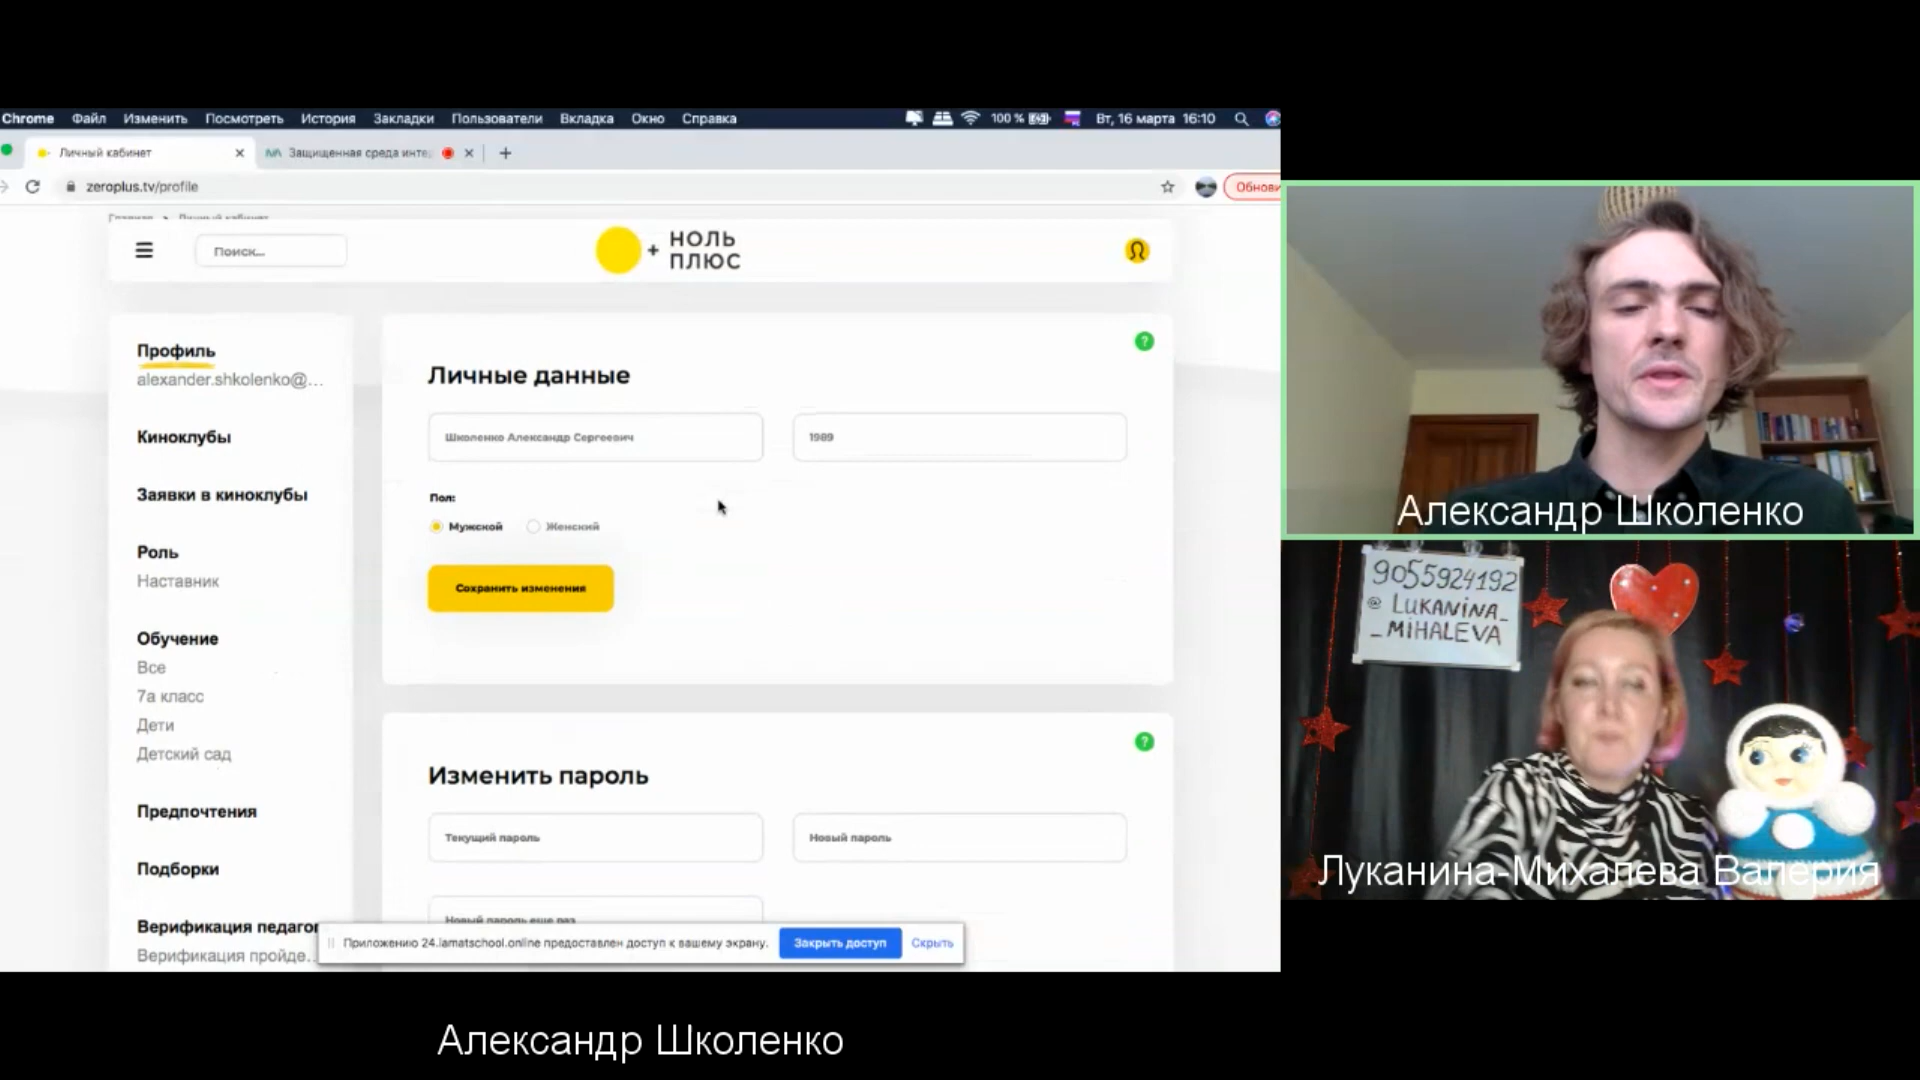 Chrome Файл Изменить Посмотреть История Закладки Пользователи Вкладка Окно Справка
100 % Вт, 16 марта 16:10
Личный кабинет
Защищенная среда инте
zeroplus.tv/profile
Обнови
Главная > Личный кабинет
Поиск...
+ НОЛЬ
ПЛЮС
Профиль
alexander.shkolenko@...
Киноклубы
Заявки в киноклубы
Роль
Наставник
Обучение
Все
7а класс
Дети
Детский сад
Предпочтения
Подборки
Верификация педагог
Верификация пройде...
?
Личные данные
Школенко Александр Сергеевич
1989
Пол:
Мужской Женский
Сохранить изменения
?
Изменить пароль
Текущий пароль
Новый пароль
Новый пароль еще раз
Приложению 24.iamatschool.online предоставлен доступ к вашему экрану.
Закрыть доступ
Скрыть
Александр Школенко
9055924192
@ LUKANINA_
_MIHALEVA
Луканина-Михалева Валерия
Александр Школенко